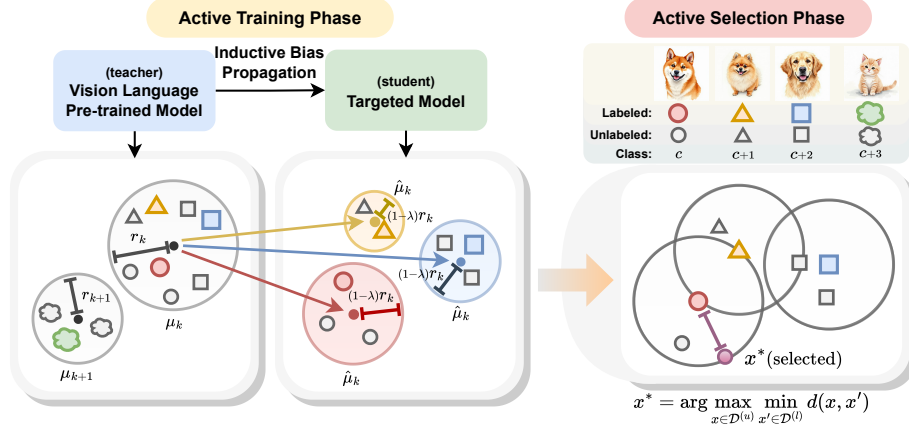 Active Training Phase
Active Selection Phase
(teacher)
Vision Language
Pre-trained Model
Inductive Bias
Propagation
(student)
Targeted Model
Labeled:
Unlabeled:
Class: c c+1 c+2 c+3
r_k
μ_k
r_{k+1}
μ_{k+1}
μ̂_k
(1−λ)r_k
(1−λ)r_k
μ̂_k
(1−λ)r_k
μ̂_k
x*(selected)
x* = arg max_{x∈𝒟^{(u)}} min_{x′∈𝒟^{(l)}} d(x, x′)